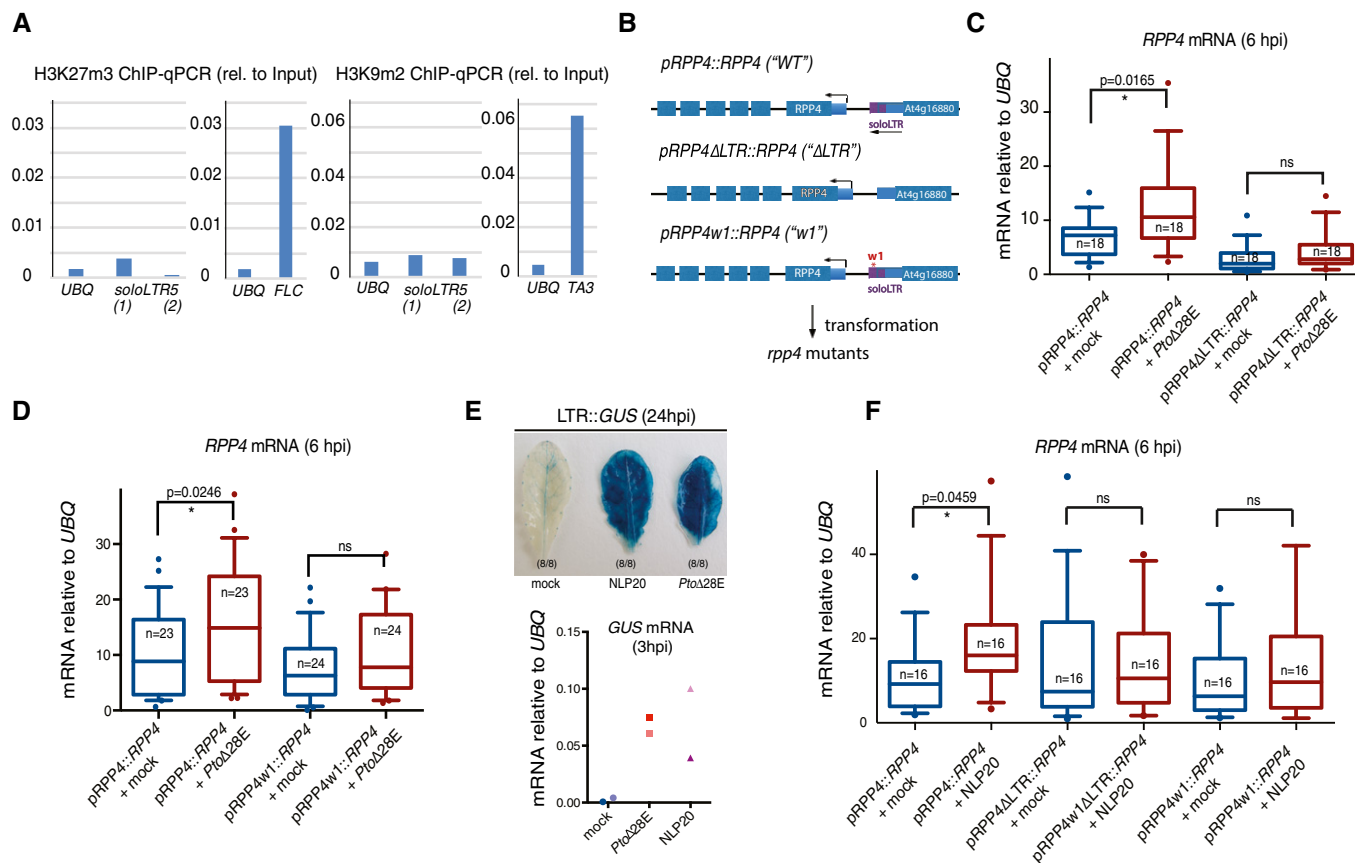 A
H3K27m3 ChIP-qPCR (rel. to Input)
H3K9m2 ChIP-qPCR (rel. to Input)
0.03
0.02
0.01
0
UBQ soloLTR5
(1) (2)
0.03
0.02
0.01
0
UBQ FLC
0.06
0.04
0.02
0
UBQ soloLTR5
(1) (2)
0.06
0.04
0.02
0
UBQ TA3
B
pRPP4::RPP4 ("WT")
RPP4
At4g16880
soloLTR
pRPP4ΔLTR::RPP4 ("ΔLTR")
RPP4
At4g16880
pRPP4w1::RPP4 ("w1")
w1
*
RPP4
At4g16880
soloLTR
transformation
rpp4 mutants
C
RPP4 mRNA (6 hpi)
mRNA relative to UBQ
30
20
10
0
p=0.0165
*
ns
n=18
n=18
n=18
n=18
pRPP4::RPP4
+ mock
pRPP4::RPP4
+ PtoΔ28E
pRPP4ΔLTR::RPP4
+ mock
pRPP4ΔLTR::RPP4
+ PtoΔ28E
D
RPP4 mRNA (6 hpi)
mRNA relative to UBQ
30
20
10
0
p=0.0246
*
ns
n=23
n=23
n=24
n=24
pRPP4::RPP4
+ mock
pRPP4::RPP4
+ PtoΔ28E
pRPP4w1::RPP4
+ mock
pRPP4w1::RPP4
+ PtoΔ28E
E
LTR::GUS (24hpi)
(8/8) (8/8) (8/8)
mock NLP20 PtoΔ28E
GUS mRNA
(3hpi)
mRNA relative to UBQ
0.15
0.10
0.05
0.00
mock
PtoΔ28E
NLP20
F
RPP4 mRNA (6 hpi)
mRNA relative to UBQ
40
20
0
p=0.0459
*
ns
ns
n=16
n=16
n=16
n=16
n=16
n=16
pRPP4::RPP4
+ mock
pRPP4::RPP4
+ NLP20
pRPP4ΔLTR::RPP4
+ mock
pRPP4w1ΔLTR::RPP4
+ NLP20
pRPP4w1::RPP4
+ mock
pRPP4w1::RPP4
+ NLP20